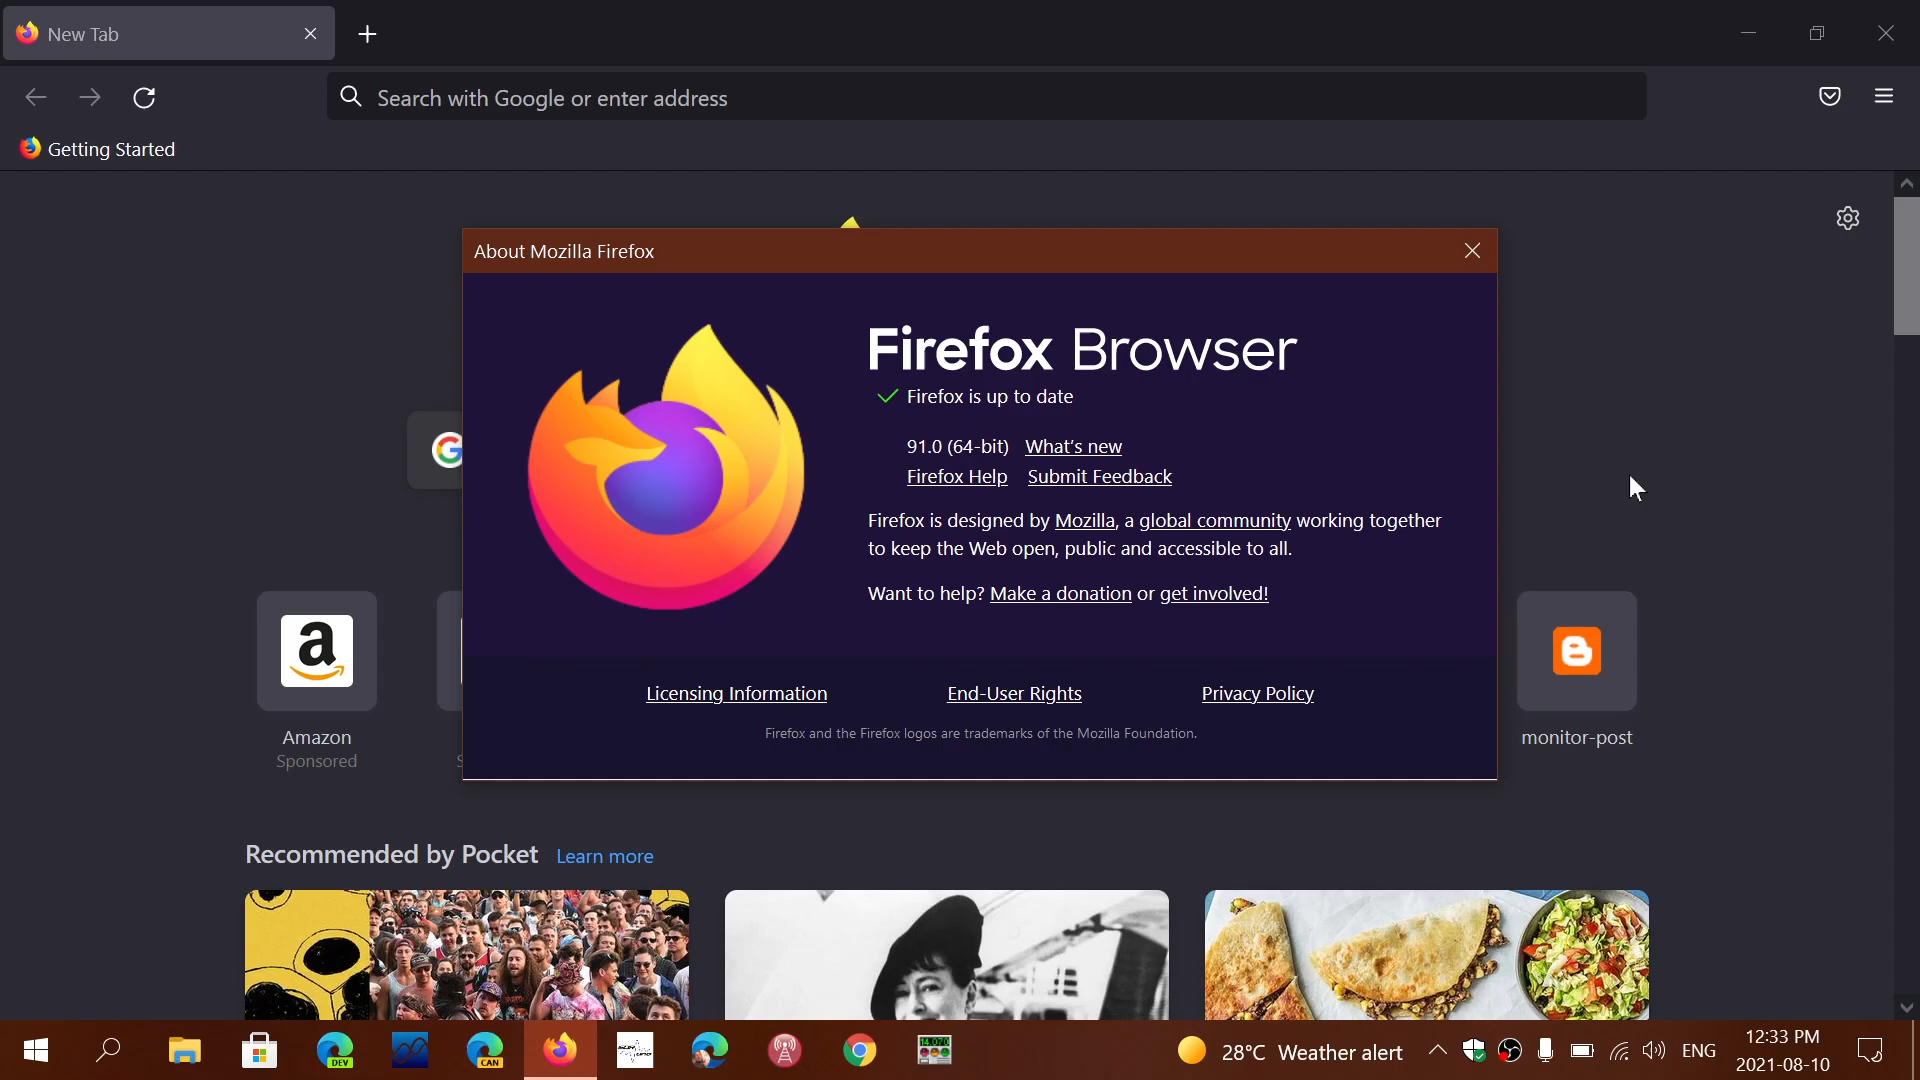 New Tab
Search with Google or enter address
Getting Started
About Mozilla Firefox
Firefox Browser
Firefox is up to date
91.0 (64-bit) What's new
Firefox Help Submit Feedback
Firefox is designed by Mozilla, a global community working together
to keep the Web open, public and accessible to all.
Want to help? Make a donation or get involved!
Licensing Information End-User Rights Privacy Policy
Firefox and the Firefox logos are trademarks of the Mozilla Foundation.
Amazon
Sponsored
monitor-post
Recommended by Pocket Learn more
DEV
CAN
28°C Weather alert
ENG
12:33 PM
2021-08-10